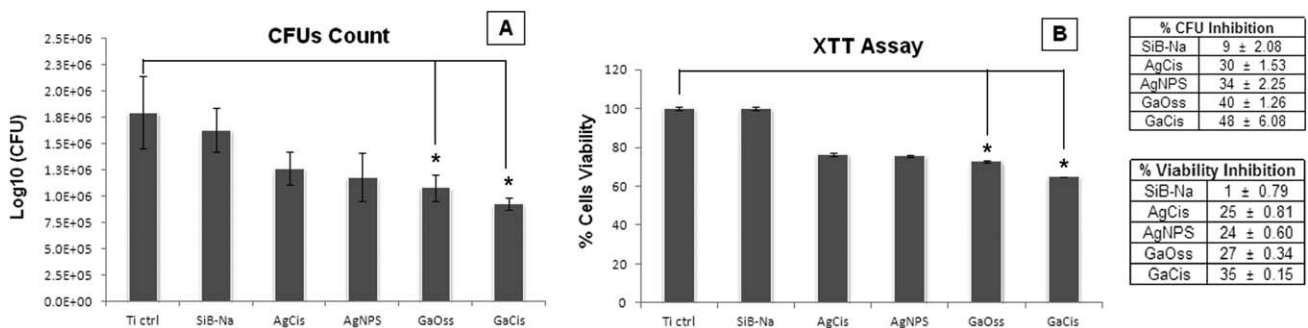 CFUs Count
A
Log10 (CFU)
2.5E+06
2.3E+06
2.0E+06
1.8E+06
1.5E+06
1.3E+06
1.0E+06
7.5E+05
5.0E+05
2.5E+05
0.0E+00
*
*
Ti ctrl SiB-Na AgCis AgNPS GaOss GaCis
XTT Assay
B
% Cells Viability
120
100
80
60
40
20
0
*
*
Ti ctrl SiB-Na AgCis AgNPS GaOss GaCis
% CFU Inhibition
SiB-Na 9 ± 2.08
AgCis 30 ± 1.53
AgNPS 34 ± 2.25
GaOss 40 ± 1.26
GaCis 48 ± 6.08
% Viability Inhibition
SiB-Na 1 ± 0.79
AgCis 25 ± 0.81
AgNPS 24 ± 0.60
GaOss 27 ± 0.34
GaCis 35 ± 0.15